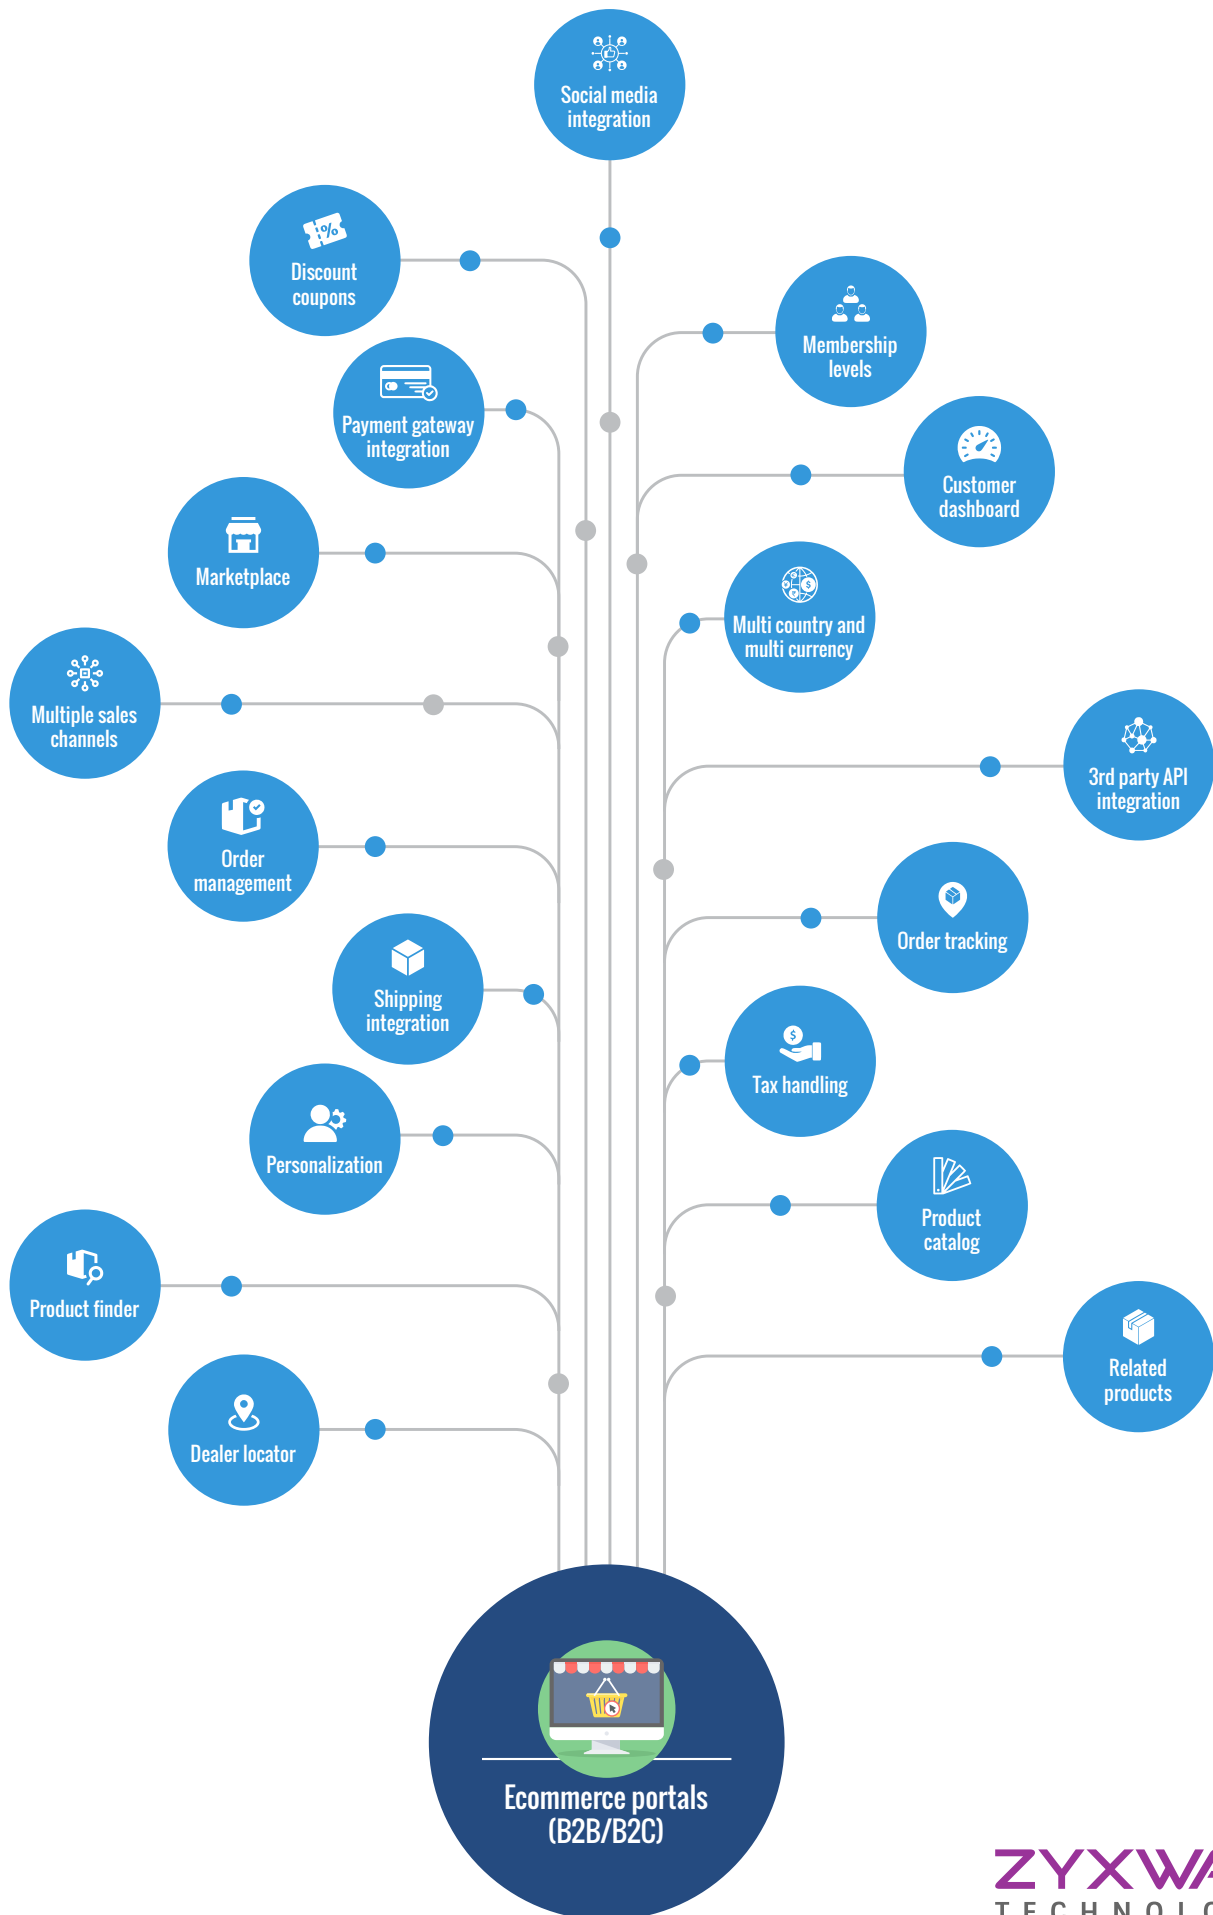 Social media
integration
Discount
coupons
Membership
levels
Payment gateway
integration
Customer
dashboard
Marketplace
Multi country and
multi currency
Multiple sales
channels
3rd party API
integration
Order
management
Order tracking
Shipping
integration
Tax handling
Personalization
Product
catalog
Product finder
Related
products
Dealer locator
Ecommerce portals
(B2B/B2C)